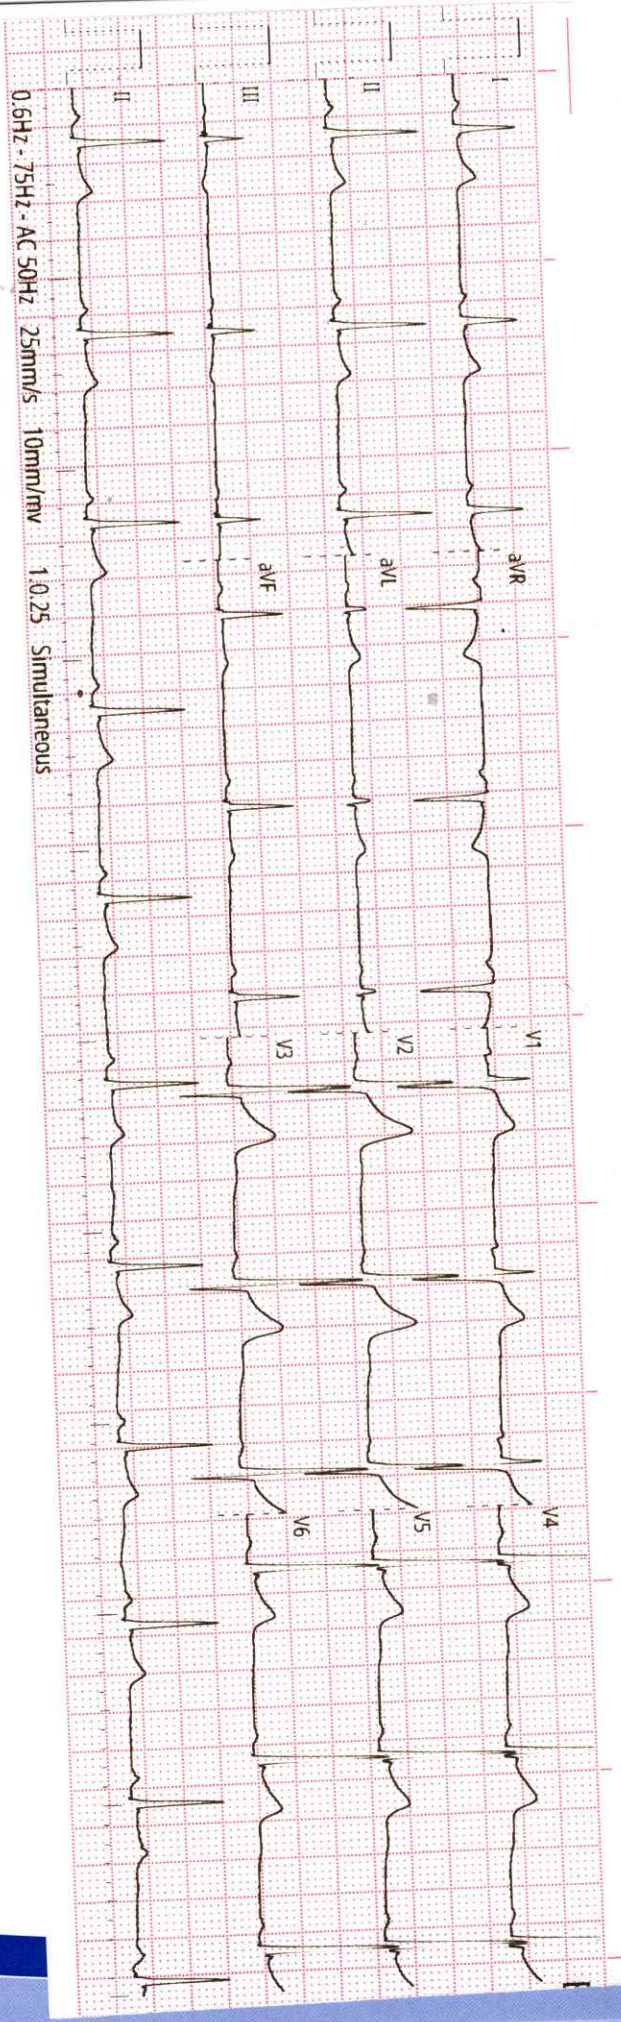 I
aVR
V1
V4
II
aVL
V2
V5
III
aVF
V3
V6
II
0.6Hz - 75Hz - AC 50Hz 25mm/s 10mm/mv 1.0.25 Simultaneous